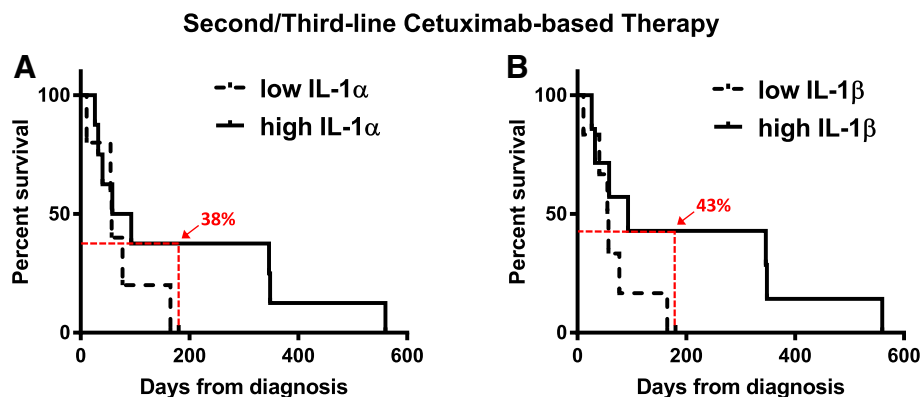 Second/Third-line Cetuximab-based Therapy
A
low IL-1α
high IL-1α
Percent survival
100
50
0
38%
0 200 400 600
Days from diagnosis
B
low IL-1β
high IL-1β
Percent survival
100
50
0
43%
0 200 400 600
Days from diagnosis